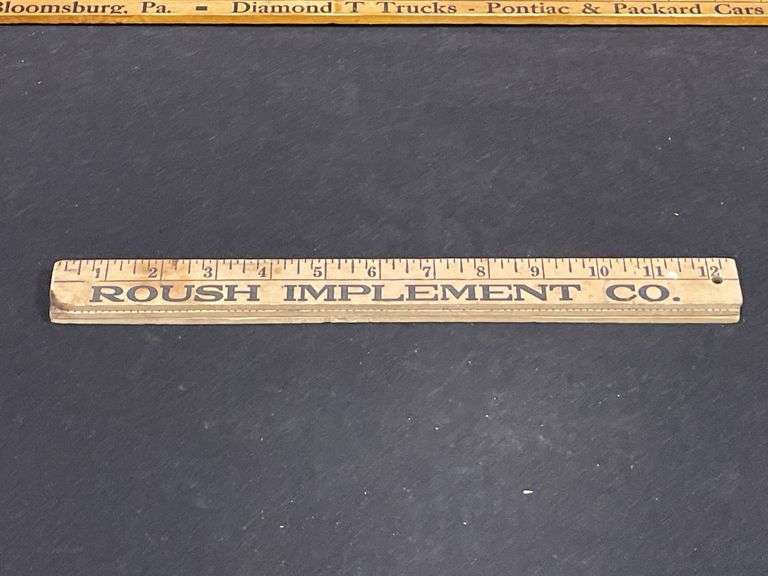 Bloomsburg, Pa. - Diamond T Trucks - Pontiac & Packard Cars
1 2 3 4 5 6 7 8 9 10 11 12
ROUSH IMPLEMENT CO.